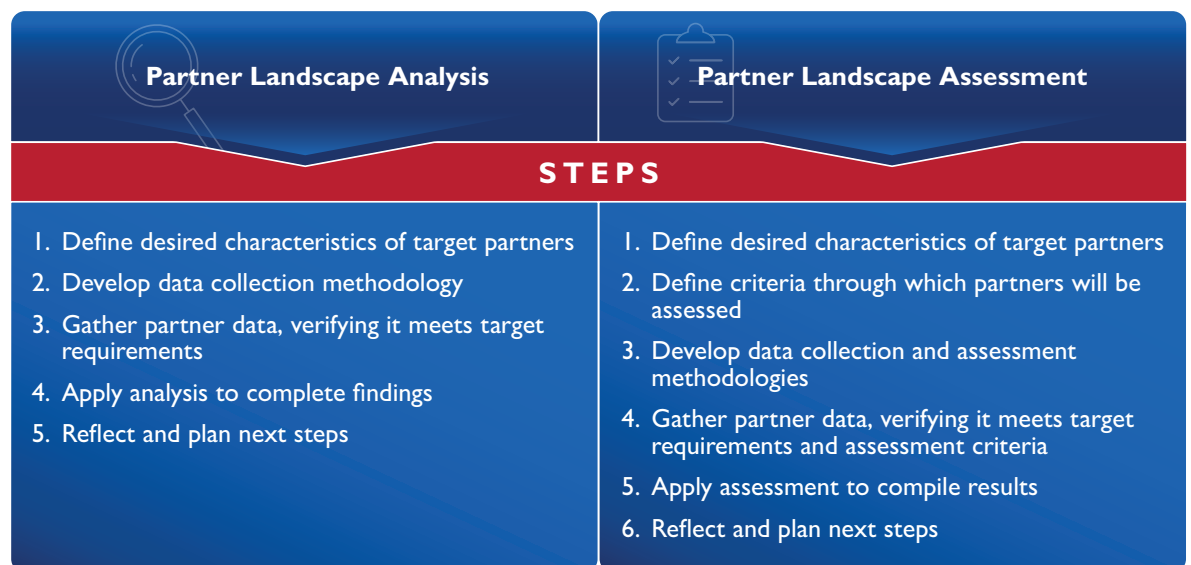 Partner Landscape Analysis
Partner Landscape Assessment
STEPS
1. Define desired characteristics of target partners
2. Develop data collection methodology
3. Gather partner data, verifying it meets target
requirements
4. Apply analysis to complete findings
5. Reflect and plan next steps
1. Define desired characteristics of target partners
2. Define criteria through which partners will be
assessed
3. Develop data collection and assessment
methodologies
4. Gather partner data, verifying it meets target
requirements and assessment criteria
5. Apply assessment to compile results
6. Reflect and plan next steps